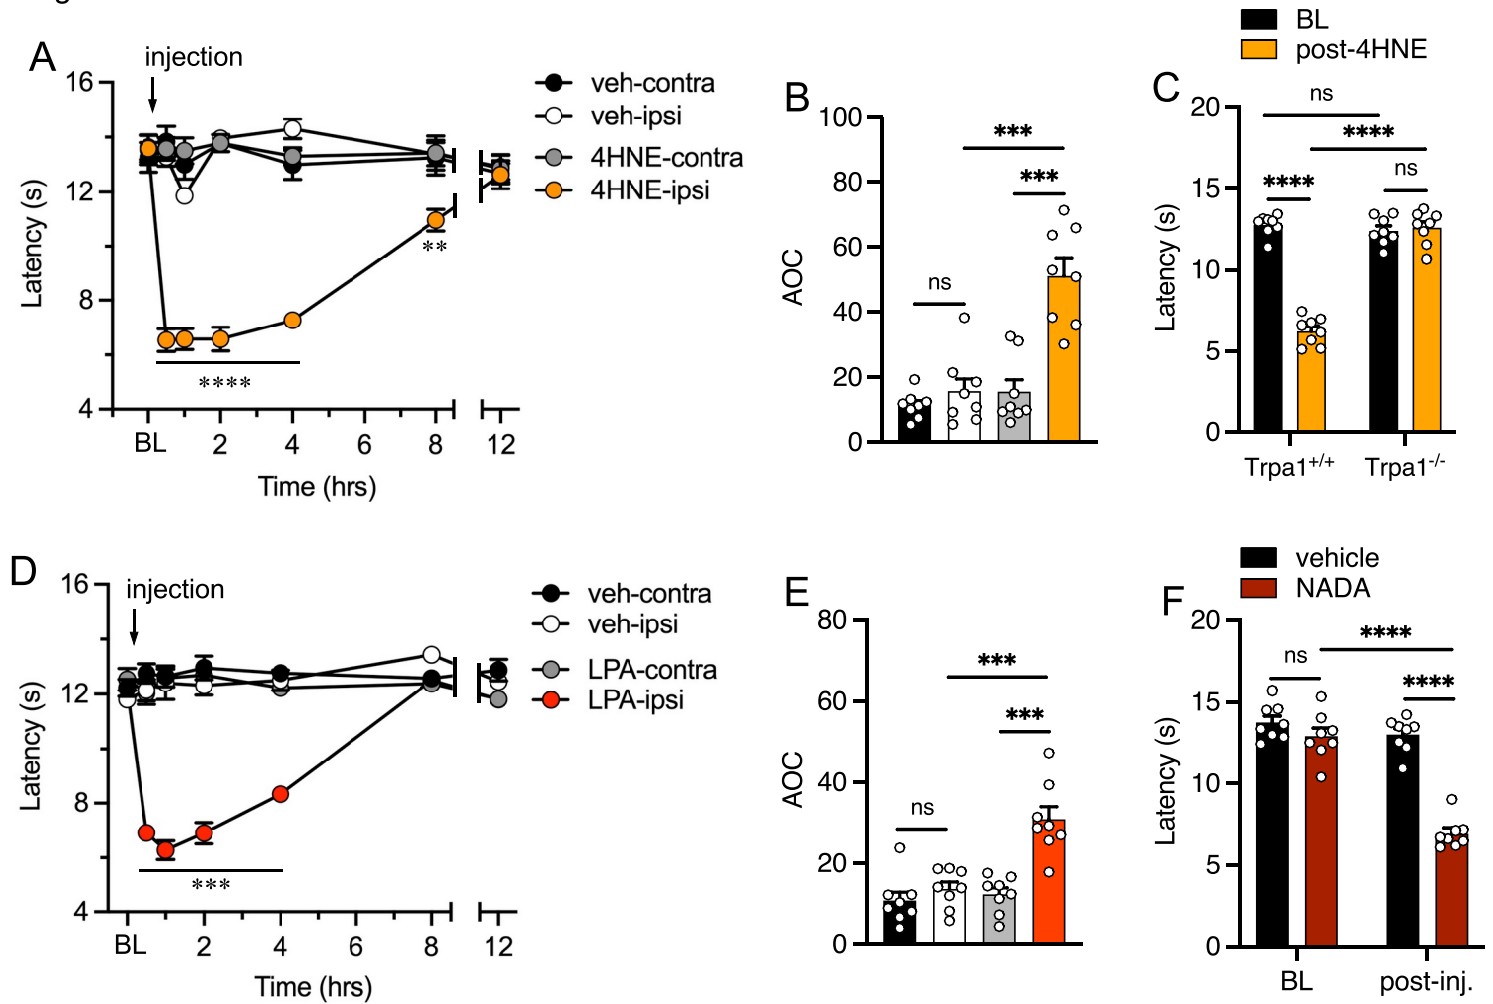 A
injection
16
12
8
4
Latency (s)
BL
2
4
6
8
12
Time (hrs)
**
****
veh-contra
veh-ipsi
4HNE-contra
4HNE-ipsi
B
100
80
60
40
20
0
AOC
ns
***
***
BL
post-4HNE
C
20
15
10
5
0
Latency (s)
ns
****
****
ns
Trpa1+/+
Trpa1-/-
D
injection
16
12
8
4
Latency (s)
BL
2
4
6
8
12
Time (hrs)
***
veh-contra
veh-ipsi
LPA-contra
LPA-ipsi
E
80
60
40
20
0
AOC
ns
***
***
vehicle
NADA
F
20
15
10
5
0
Latency (s)
ns
****
****
BL
post-inj.